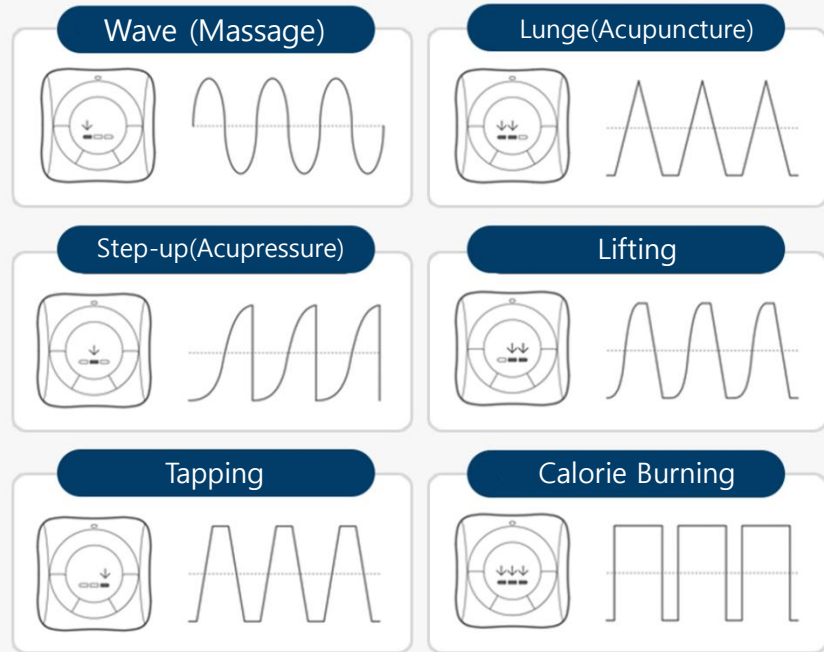 Wave (Massage)
Lunge(Acupuncture)
Step-up(Acupressure)
Lifting
Tapping
Calorie Burning